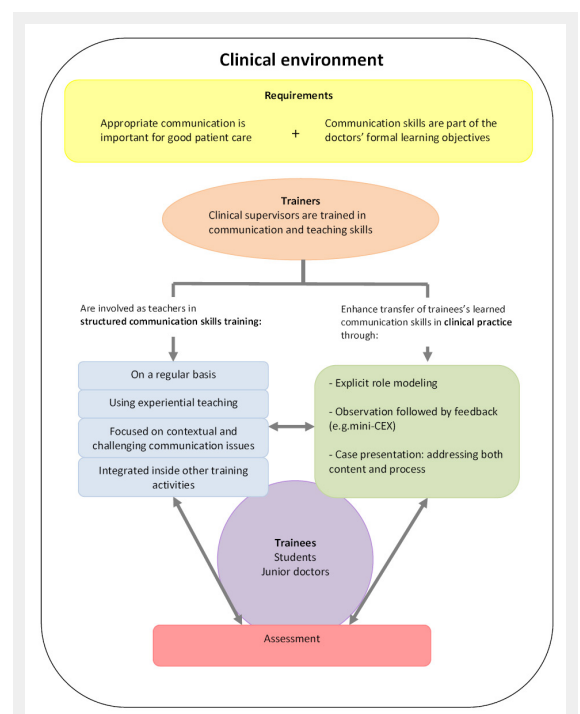 Clinical environment
Requirements
Appropriate communication is
important for good patient care
+
Communication skills are part of the
doctors' formal learning objectives
Trainers
Clinical supervisors are trained in
communication and teaching skills
Are involved as teachers in
structured communication skills training:
Enhance transfer of trainees's learned
communication skills in clinical practice
through:
On a regular basis
Using experiential teaching
Focused on contextual and
challenging communication issues
Integrated inside other training
activities
- Explicit role modeling
- Observation followed by feedback
(e.g.mini-CEX)
- Case presentation: addressing both
content and process
Trainees
Students
Junior doctors
Assessment